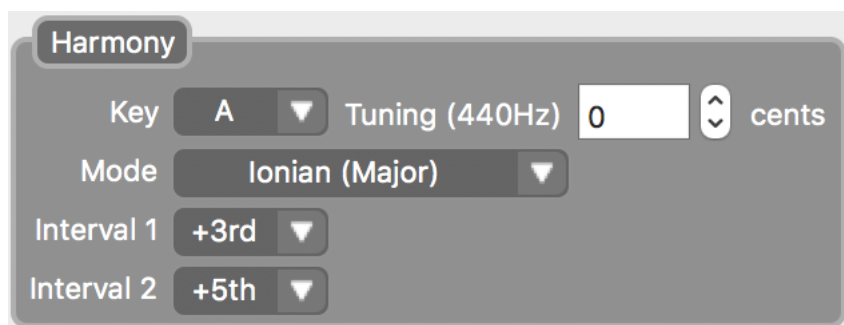 Harmony
Key A Tuning (440Hz) 0 cents
Mode Ionian (Major)
Interval 1 +3rd
Interval 2 +5th